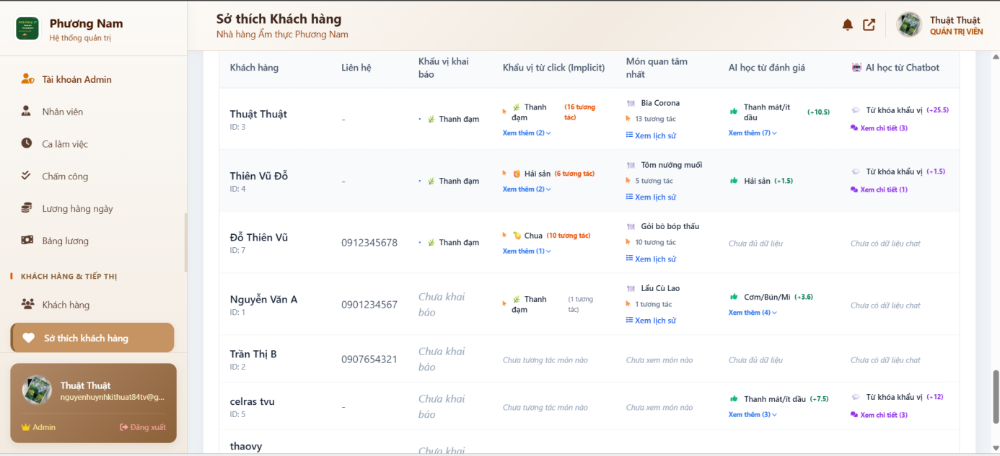 Phương Nam
Hệ thống quản trị
Tài khoản Admin
Nhân viên
Ca làm việc
Chấm công
Lương hàng ngày
Bảng lương
KHÁCH HÀNG & TIẾP THỊ
Khách hàng
Sở thích khách hàng
Thuật Thuật
nguyenhuynhkithuat84tv@g...
Admin
Đăng xuất
Sở thích Khách hàng
Nhà hàng Ẩm thực Phương Nam
Thuật Thuật
QUẢN TRỊ VIÊN
Khách hàng
Liên hệ
Khẩu vị khai
báo
Khẩu vị từ click (Implicit)
Món quan tâm
nhất
AI học từ đánh giá
AI học từ Chatbot
Thuật Thuật
ID: 3
-
• Thanh đạm
Thanh
đạm
(16 tương
tác)
Xem thêm (2)
Bia Corona
13 tương tác
Xem lịch sử
Thanh mát/ít
dầu
(+10.5)
Xem thêm (7)
Từ khóa khẩu vị (+25.5)
Xem chi tiết (3)
Thiên Vũ Đỗ
ID: 4
-
• Thanh đạm
Hải sản (6 tương tác)
Xem thêm (2)
Tôm nướng muối
5 tương tác
Xem lịch sử
Hải sản (+1.5)
Từ khóa khẩu vị (+1.5)
Xem chi tiết (1)
Đỗ Thiên Vũ
ID: 7
0912345678
• Thanh đạm
Chua (10 tương tác)
Xem thêm (1)
Gỏi bò bóp thấu
10 tương tác
Xem lịch sử
Chưa đủ dữ liệu
Chưa có dữ liệu chat
Nguyễn Văn A
ID: 1
0901234567
Chưa khai
báo
Thanh
đạm
(1 tương
tác)
Lẩu Cù Lao
1 tương tác
Xem lịch sử
Cơm/Bún/Mì (+3.6)
Xem thêm (4)
Chưa có dữ liệu chat
Trần Thị B
ID: 2
0907654321
Chưa khai
báo
Chưa tương tác món nào
Chưa xem món nào
Chưa đủ dữ liệu
Chưa có dữ liệu chat
celras tvu
ID: 5
-
Chưa khai
báo
Chưa tương tác món nào
Chưa xem món nào
Thanh mát/ít dầu (+7.5)
Xem thêm (3)
Từ khóa khẩu vị (+12)
Xem chi tiết (3)
thaovy
Chưa khai